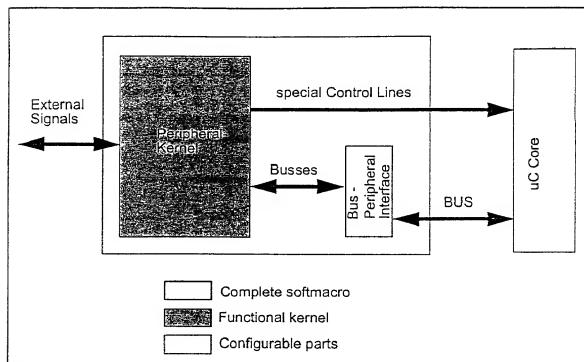 External
Signals
Peripheral-
Kernel
special Control Lines
Busses
Bus -
Peripheral
Interface
BUS
uC Core
Complete softmacro
Functional kernel
Configurable parts